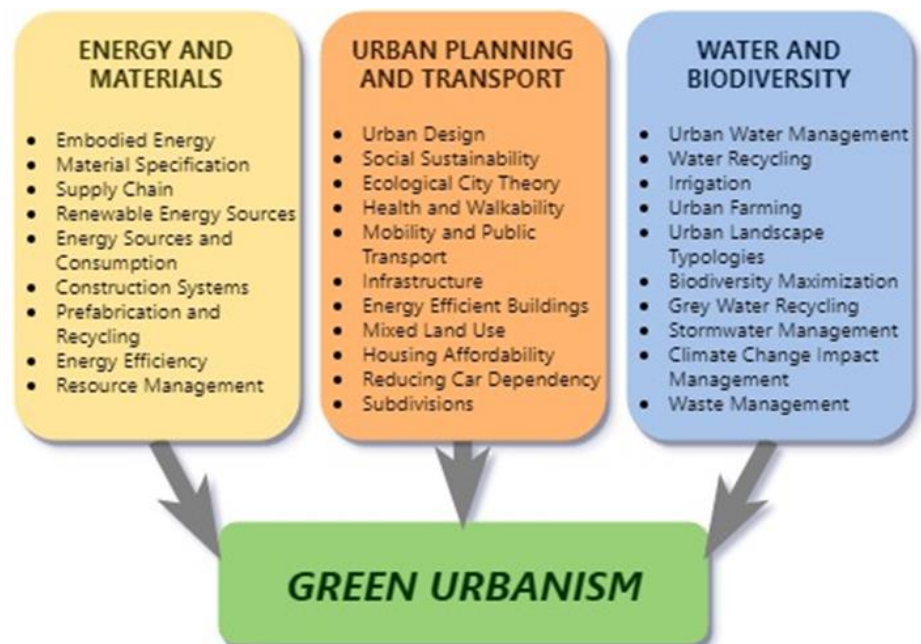 ENERGY AND
MATERIALS
• Embodied Energy
• Material Specification
• Supply Chain
• Renewable Energy Sources
• Energy Sources and
Consumption
• Construction Systems
• Prefabrication and
Recycling
• Energy Efficiency
• Resource Management
URBAN PLANNING
AND TRANSPORT
• Urban Design
• Social Sustainability
• Ecological City Theory
• Health and Walkability
• Mobility and Public
Transport
• Infrastructure
• Energy Efficient Buildings
• Mixed Land Use
• Housing Affordability
• Reducing Car Dependency
• Subdivisions
WATER AND
BIODIVERSITY
• Urban Water Management
• Water Recycling
• Irrigation
• Urban Farming
• Urban Landscape
Typologies
• Biodiversity Maximization
• Grey Water Recycling
• Stormwater Management
• Climate Change Impact
Management
• Waste Management
GREEN URBANISM